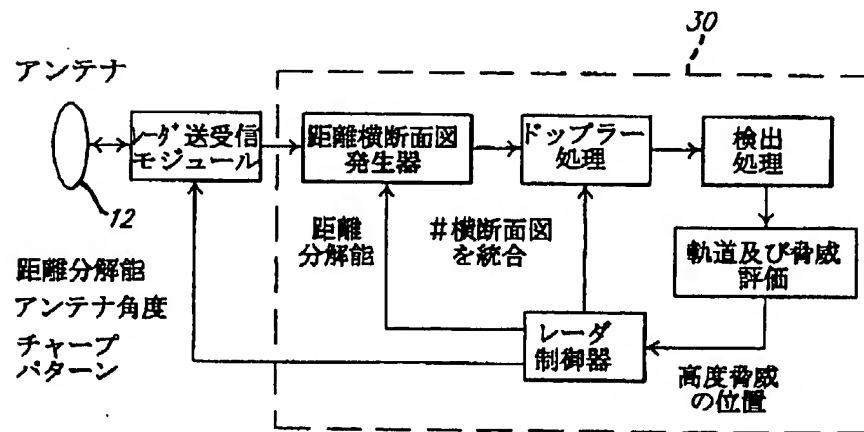 30
アンテナ
レーダ送受信
モジュール
距離横断面図
発生器
ドップラー
処理
検出
処理
12
距離
分解能
#横断面図
を統合
軌道及び脅威
評価
距離分解能
アンテナ角度
チャープ
パターン
レーダ
制御器
高度脅威
の位置